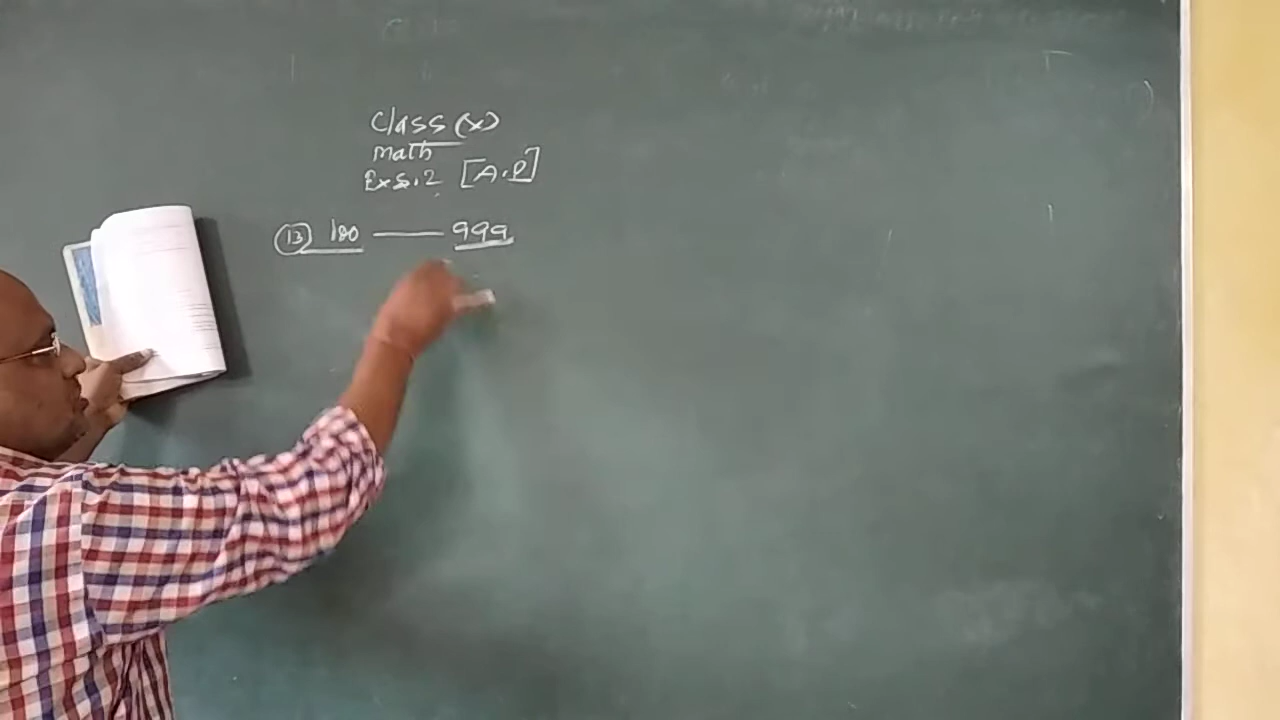 Class (X)
Math
Ex 5.2 [A.P]
13 100 — 999